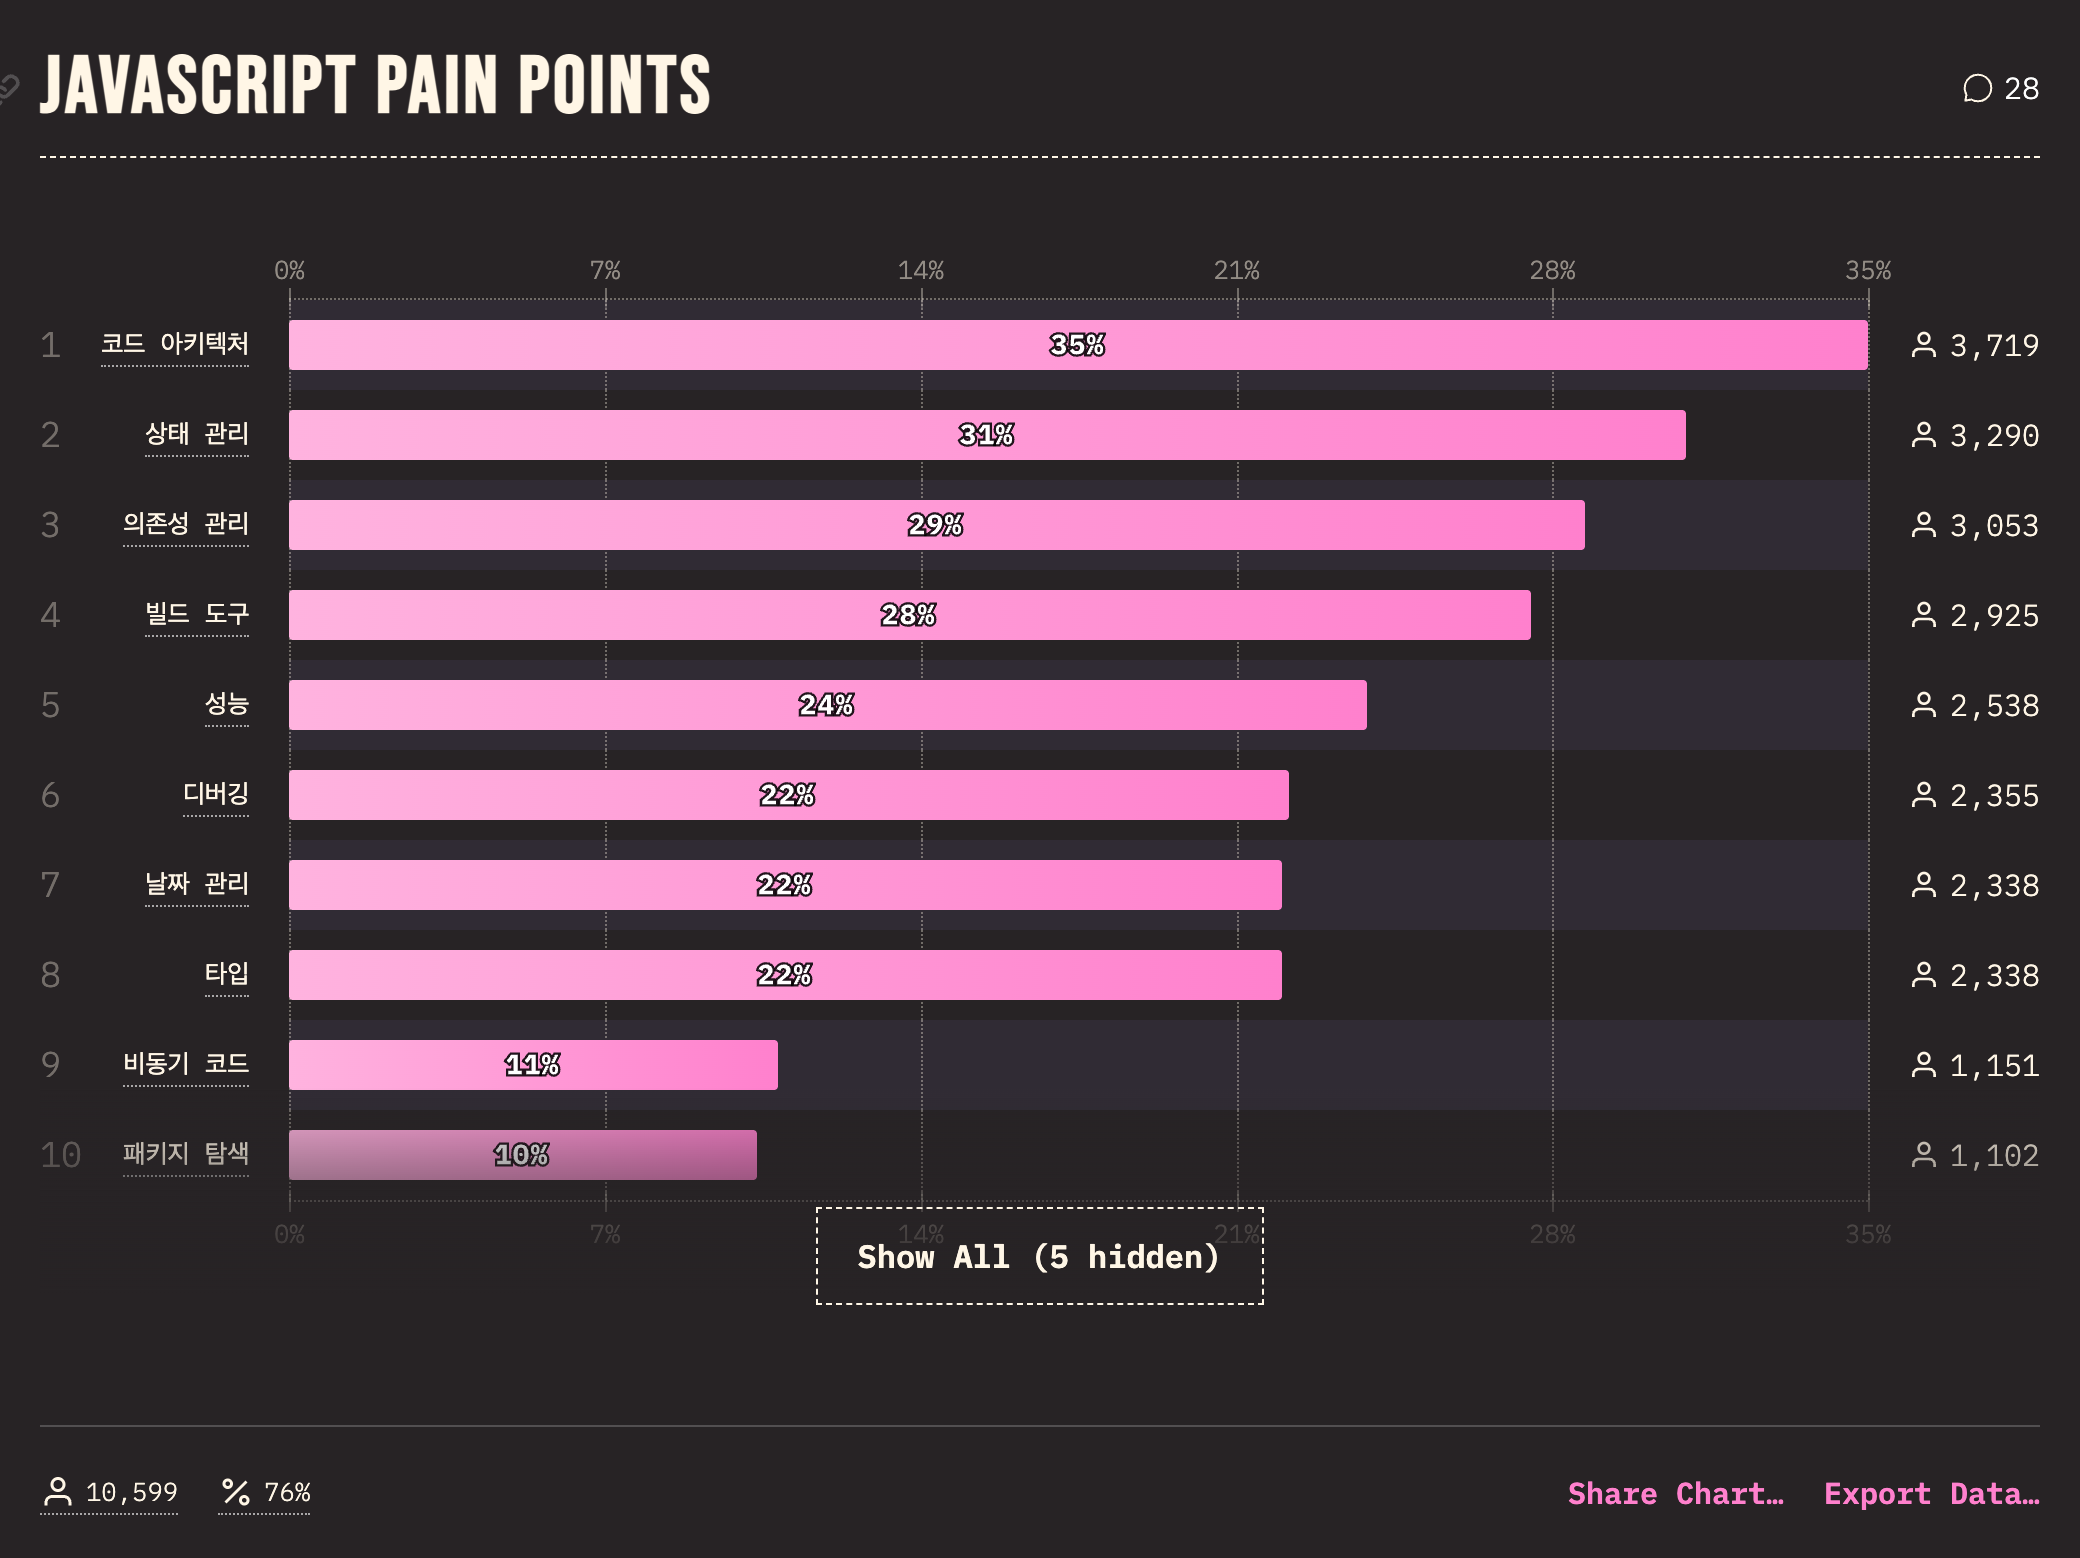 JAVASCRIPT PAIN POINTS
28
0% 7% 14% 21% 28% 35%
1 코드 아키텍처 35% 3,719
2 상태 관리 31% 3,290
3 의존성 관리 29% 3,053
4 빌드 도구 28% 2,925
5 성능 24% 2,538
6 디버깅 22% 2,355
7 날짜 관리 22% 2,338
8 타입 22% 2,338
9 비동기 코드 11% 1,151
10 패키지 탐색 10% 1,102
0% 7% 14% 21% 28% 35%
Show All (5 hidden)
10,599 76% Share Chart… Export Data…